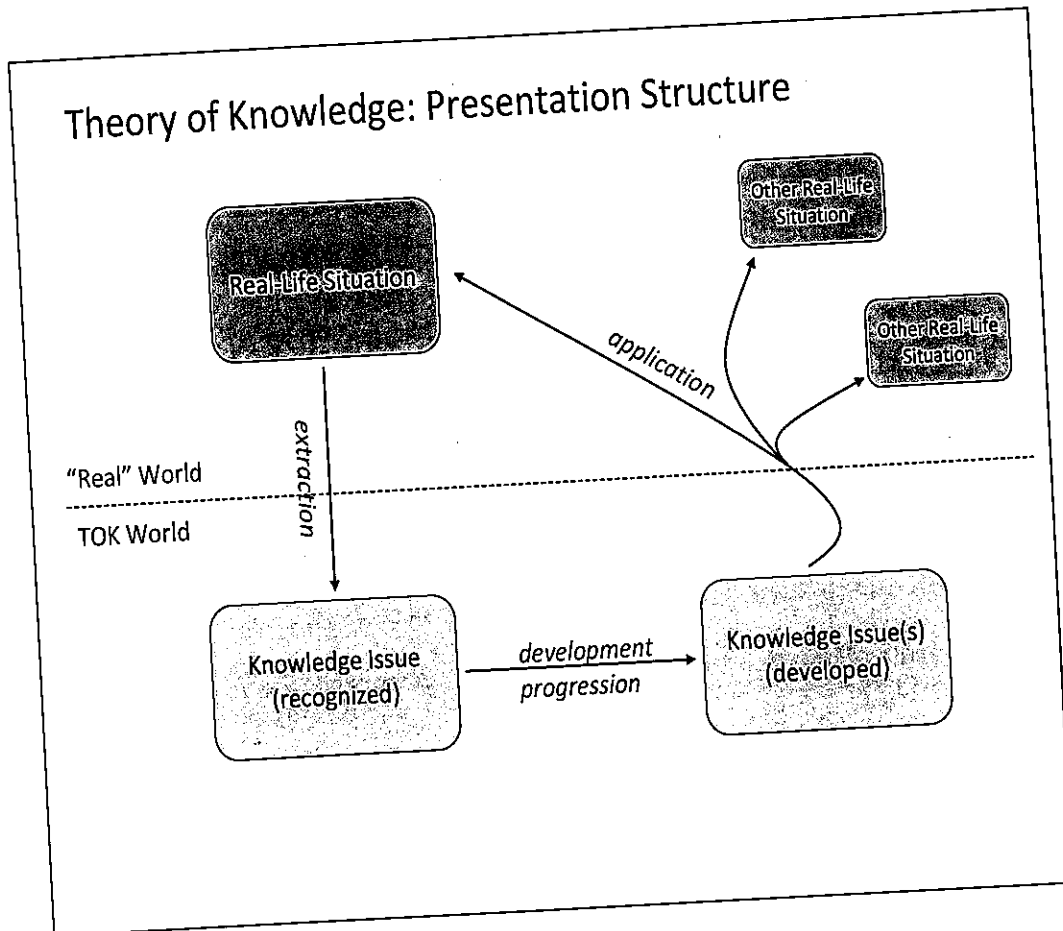 Theory of Knowledge: Presentation Structure
Other Real-Life
Situation
Real-Life Situation
Other Real-Life
Situation
application
extraction
"Real" World
TOK World
Knowledge Issue
(recognized)
development
progression
Knowledge Issue(s)
(developed)